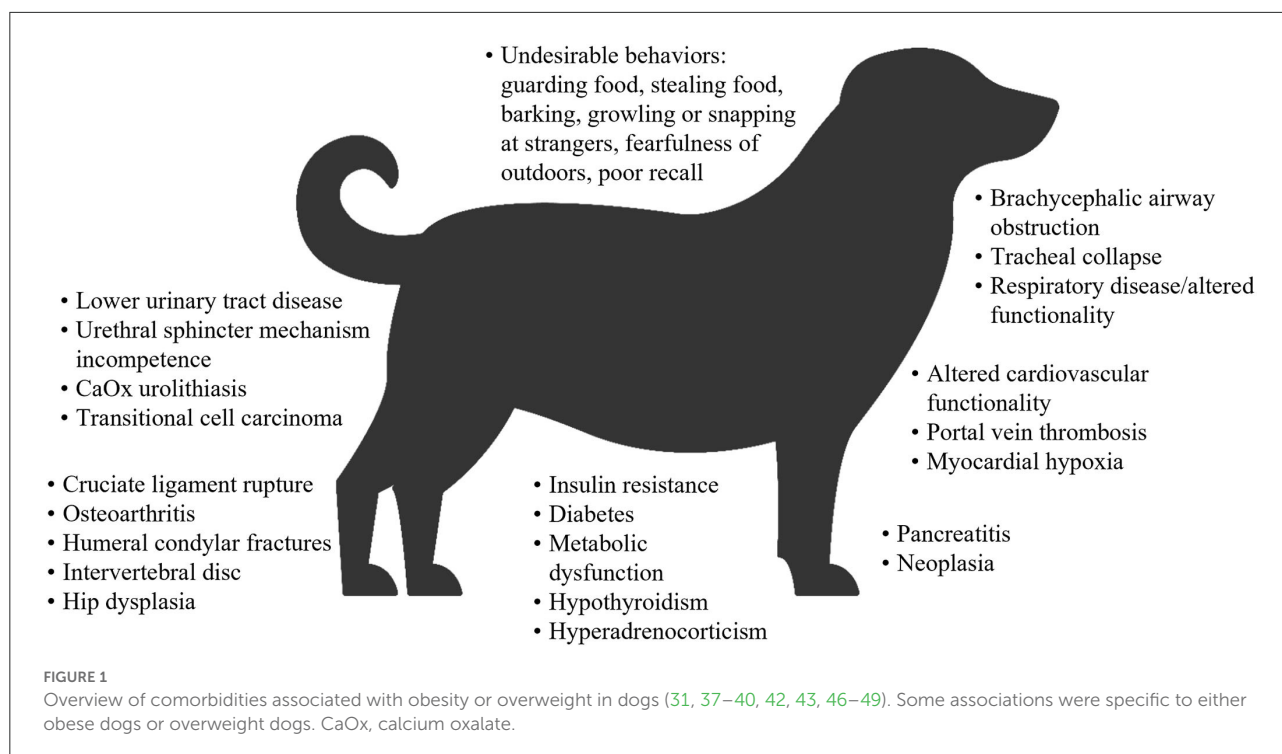 • Undesirable behaviors:
guarding food, stealing food,
barking, growling or snapping
at strangers, fearfulness of
outdoors, poor recall
• Brachycephalic airway
obstruction
• Tracheal collapse
• Respiratory disease/altered
functionality
• Lower urinary tract disease
• Urethral sphincter mechanism
incompetence
• CaOx urolithiasis
• Transitional cell carcinoma
• Altered cardiovascular
functionality
• Portal vein thrombosis
• Myocardial hypoxia
• Cruciate ligament rupture
• Osteoarthritis
• Humeral condylar fractures
• Intervertebral disc
• Hip dysplasia
• Insulin resistance
• Diabetes
• Metabolic
dysfunction
• Hypothyroidism
• Hyperadrenocorticism
• Pancreatitis
• Neoplasia
FIGURE 1
Overview of comorbidities associated with obesity or overweight in dogs (31, 37–40, 42, 43, 46–49). Some associations were specific to either
obese dogs or overweight dogs. CaOx, calcium oxalate.